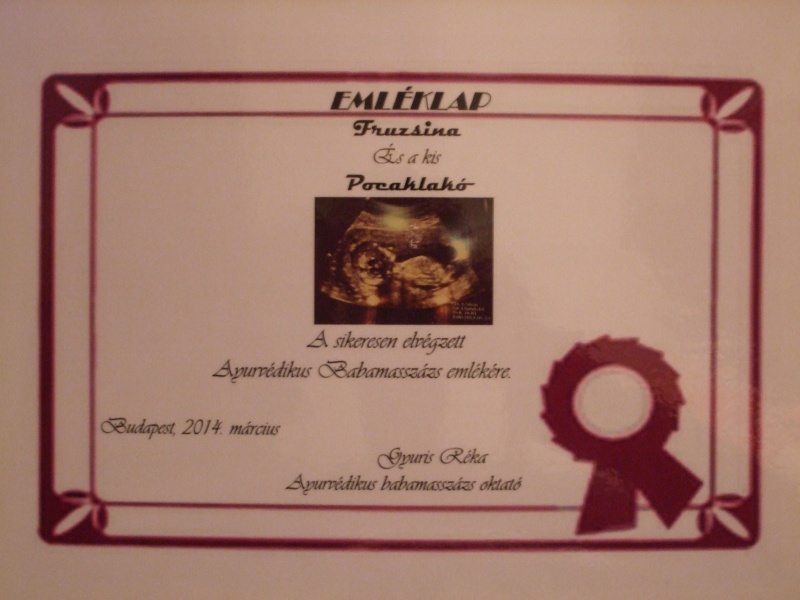 EMLÉKLAP
Fruzsina
És a kis
Pocaklakó
A sikeresen elvégzett
Ayurvédikus Babamasszázs emlékére.
Budapest, 2014. március
Gyuris Réka
Ayurvédikus babamasszázs oktató